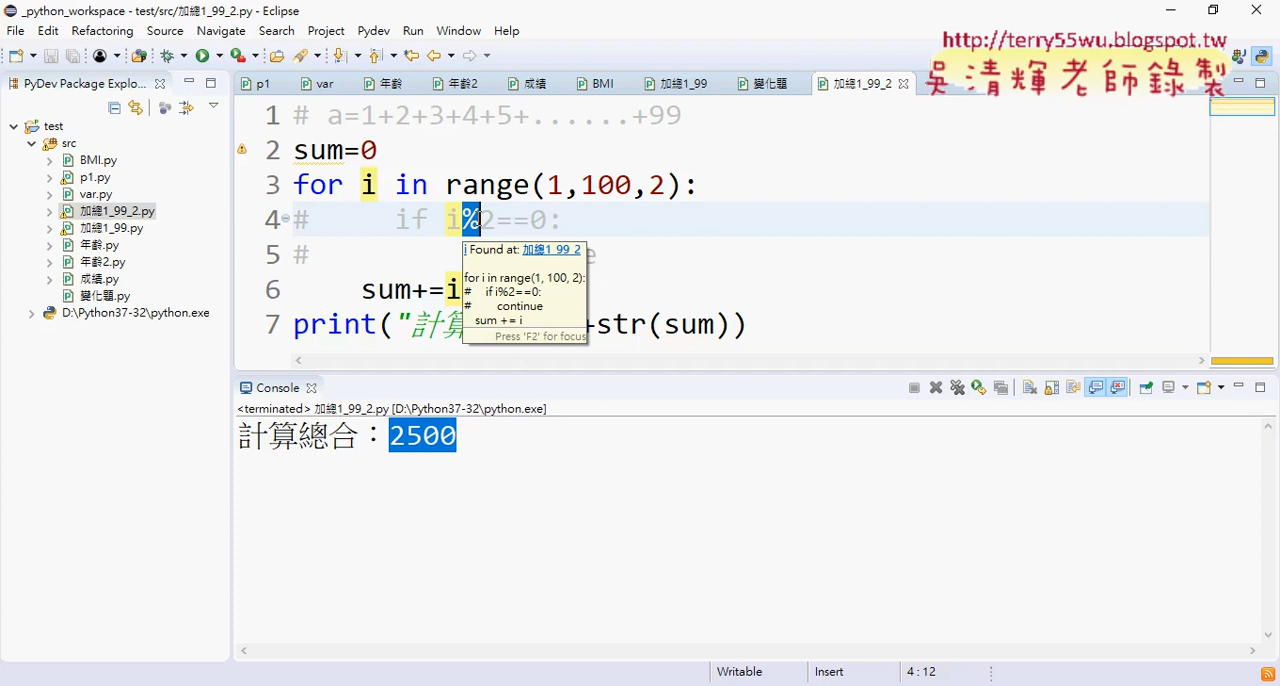 _python_workspace - test/src/加總1_99_2.py - Eclipse
http://terry55wu.blogspot.tw
吳清輝老師錄製
File Edit Refactoring Source Navigate Search Project Pydev Run Window Help
PyDev Package Explo...
p1 var 年齡 年齡2 成績 BMI 加總1_99 變化題 加總1_99_2
test
src
BMI.py
p1.py
var.py
加總1_99_2.py
加總1_99.py
年齡.py
年齡2.py
成績.py
變化題.py
D:\Python37-32\python.exe
1 # a=1+2+3+4+5+......+99
2 sum=0
3 for i in range(1,100,2):
4 # if i%2==0:
5 # e
6 sum+=i
7 print("計算 +str(sum))
i Found at: 加總1_99_2
for i in range(1, 100, 2):
# if i%2==0:
# continue
sum += i
Press 'F2' for focus
Console
<terminated> 加總1_99_2.py [D:\Python37-32\python.exe]
計算總合：2500
Writable Insert 4 : 12